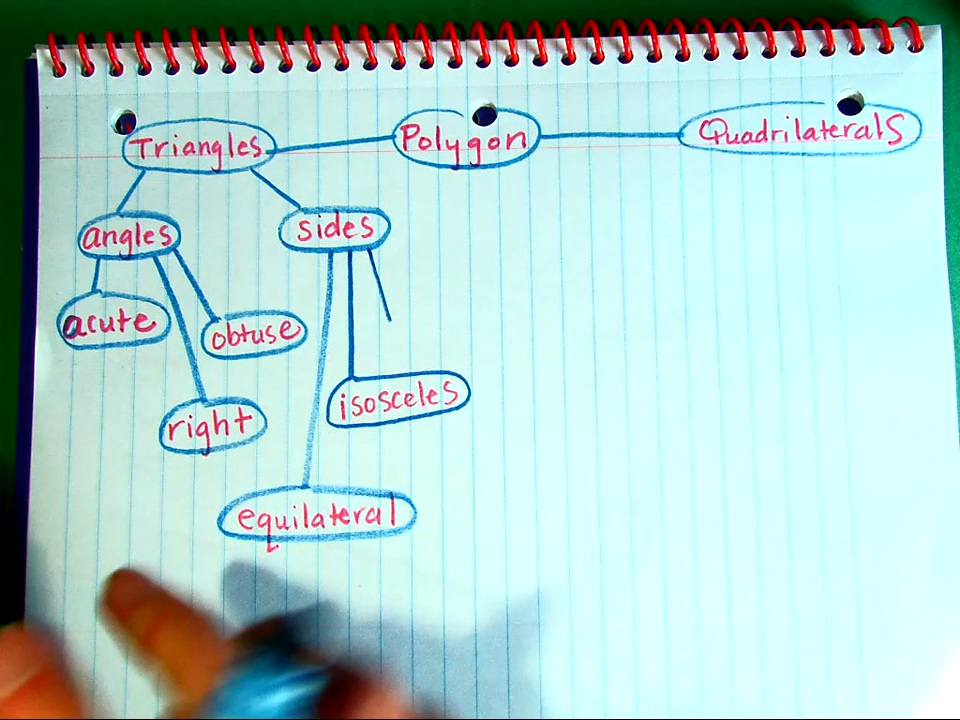 Triangles Polygon Quadrilaterals
angles sides
acute obtuse
right isosceles
equilateral